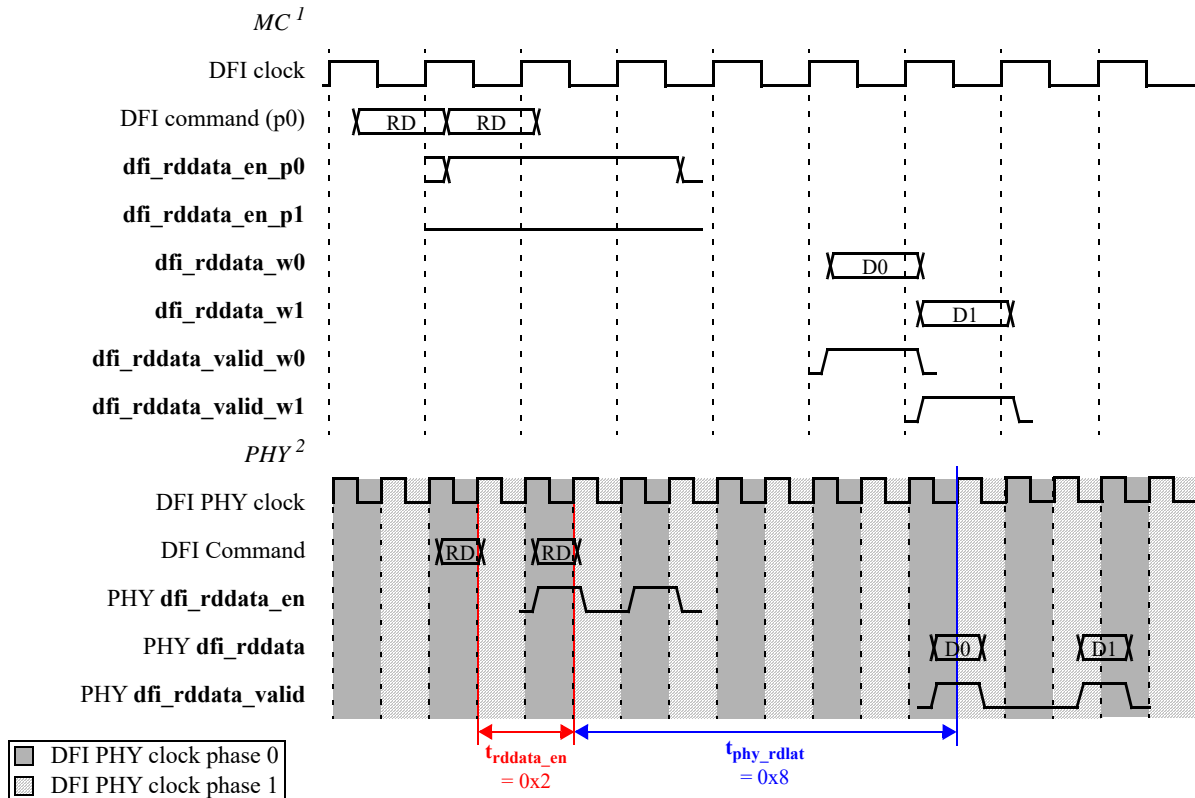 MC 1
DFI clock
DFI command (p0) RD RD
dfi_rddata_en_p0
dfi_rddata_en_p1
dfi_rddata_w0 D0
dfi_rddata_w1 D1
dfi_rddata_valid_w0
dfi_rddata_valid_w1
PHY 2
DFI PHY clock
DFI Command RD RD
PHY dfi_rddata_en
PHY dfi_rddata D0 D1
PHY dfi_rddata_valid
trddata_en tphy_rdlat
= 0x2 = 0x8
DFI PHY clock phase 0
DFI PHY clock phase 1